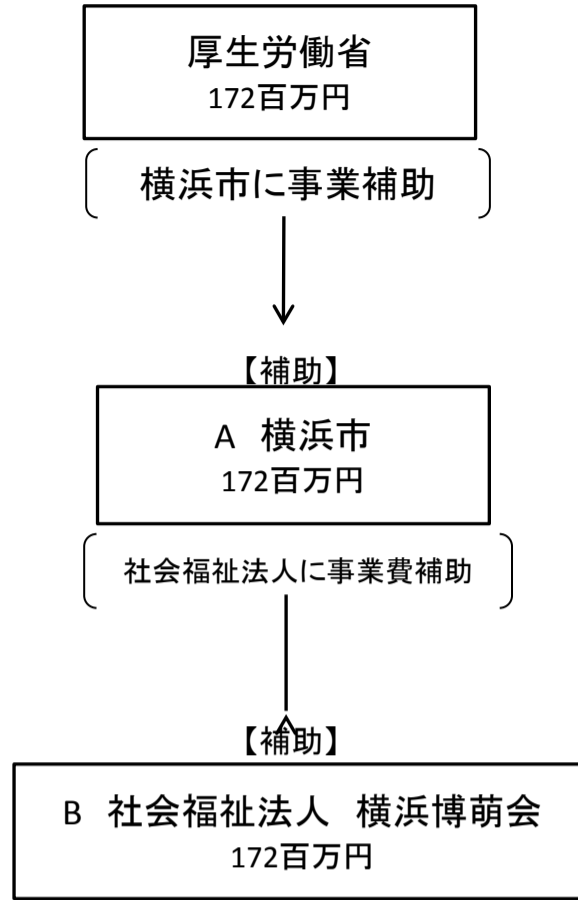 厚生労働省
172百万円
横浜市に事業補助
【補助】
A 横浜市
172百万円
社会福祉法人に事業費補助
【補助】
B 社会福祉法人 横浜博萌会
172百万円